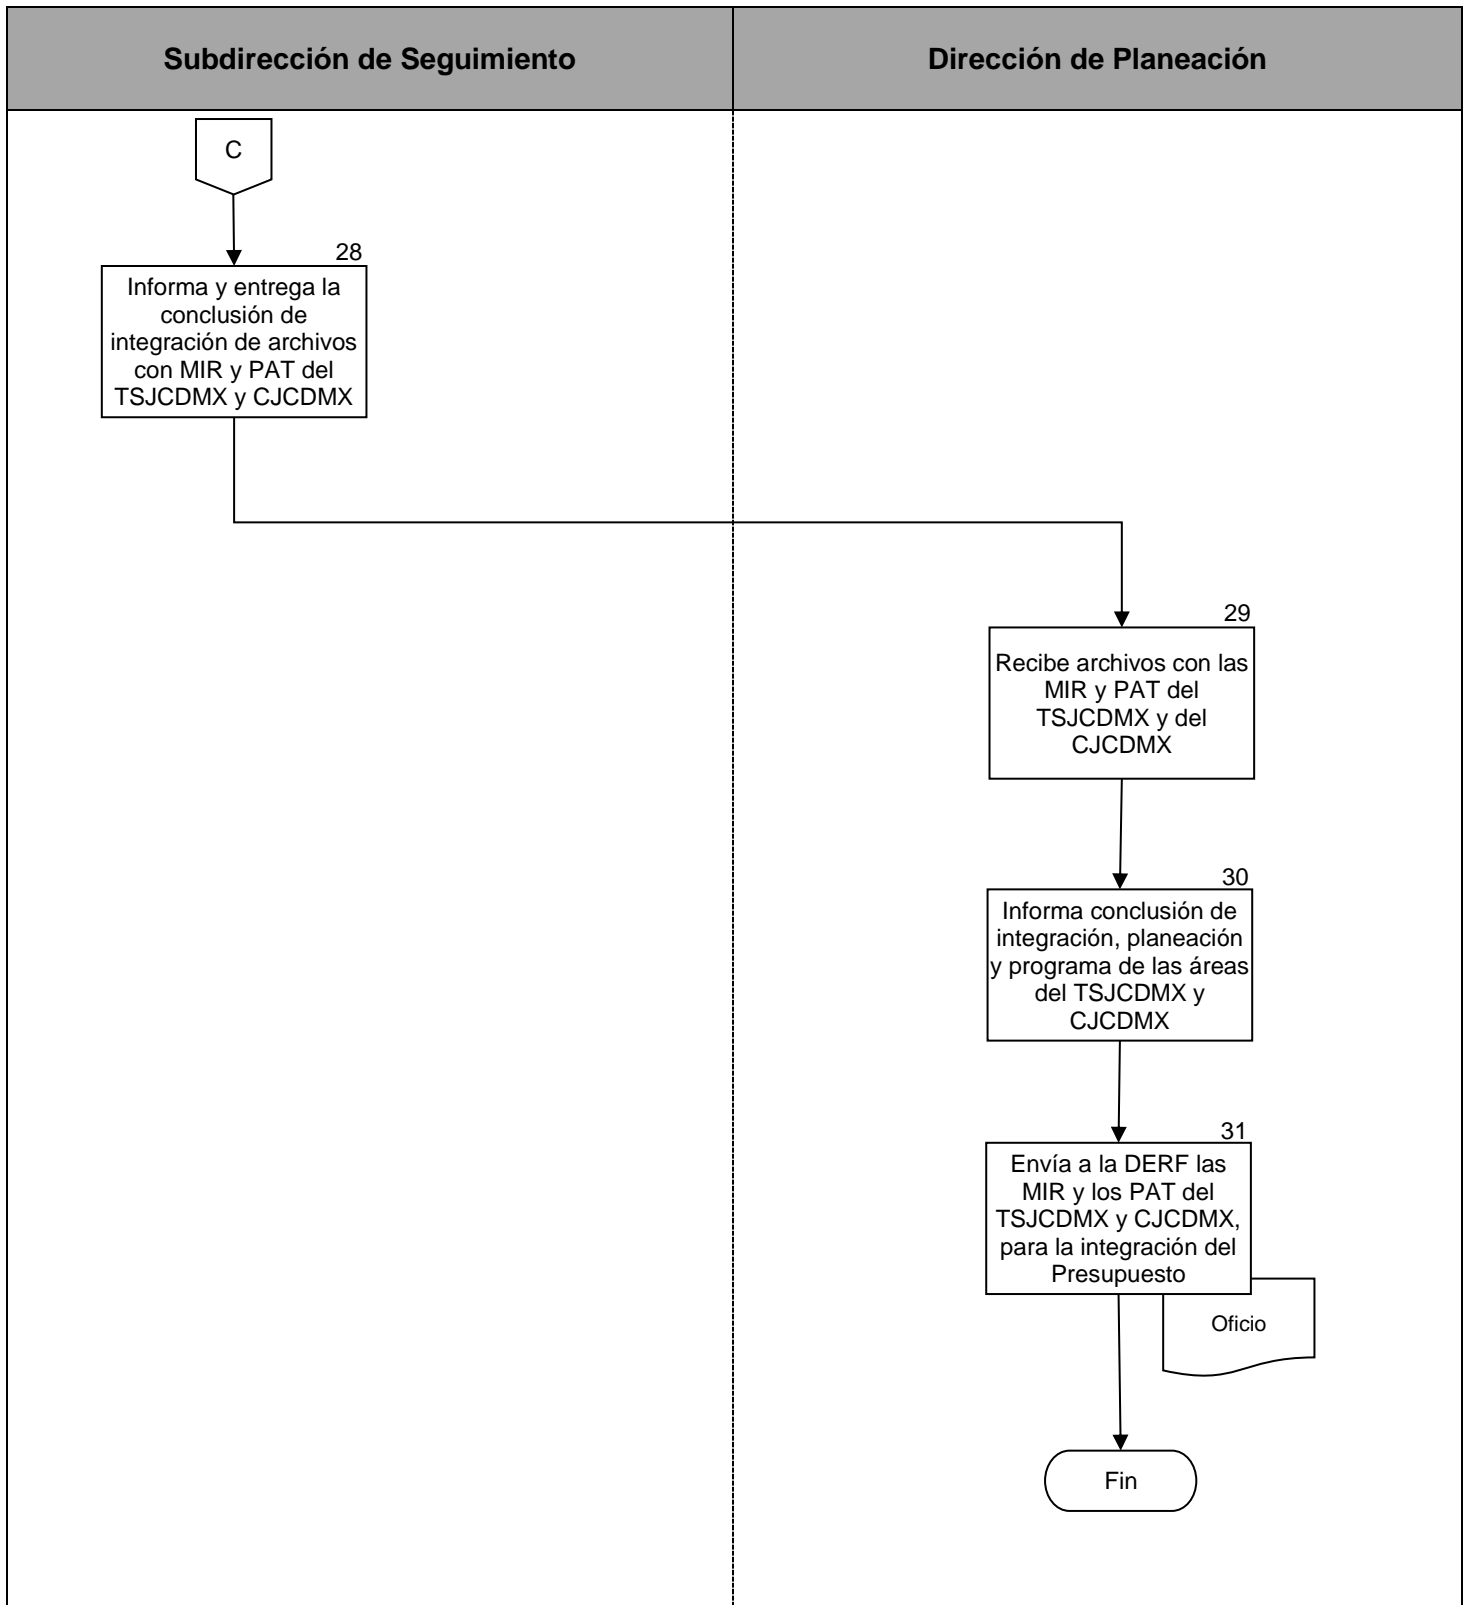 Subdirección de Seguimiento
Dirección de Planeación
C
28
Informa y entrega la
conclusión de
integración de archivos
con MIR y PAT del
TSJCDMX y CJCDMX
29
Recibe archivos con las
MIR y PAT del
TSJCDMX y del
CJCDMX
30
Informa conclusión de
integración, planeación
y programa de las áreas
del TSJCDMX y
CJCDMX
31
Envía a la DERF las
MIR y los PAT del
TSJCDMX y CJCDMX,
para la integración del
Presupuesto
Oficio
Fin